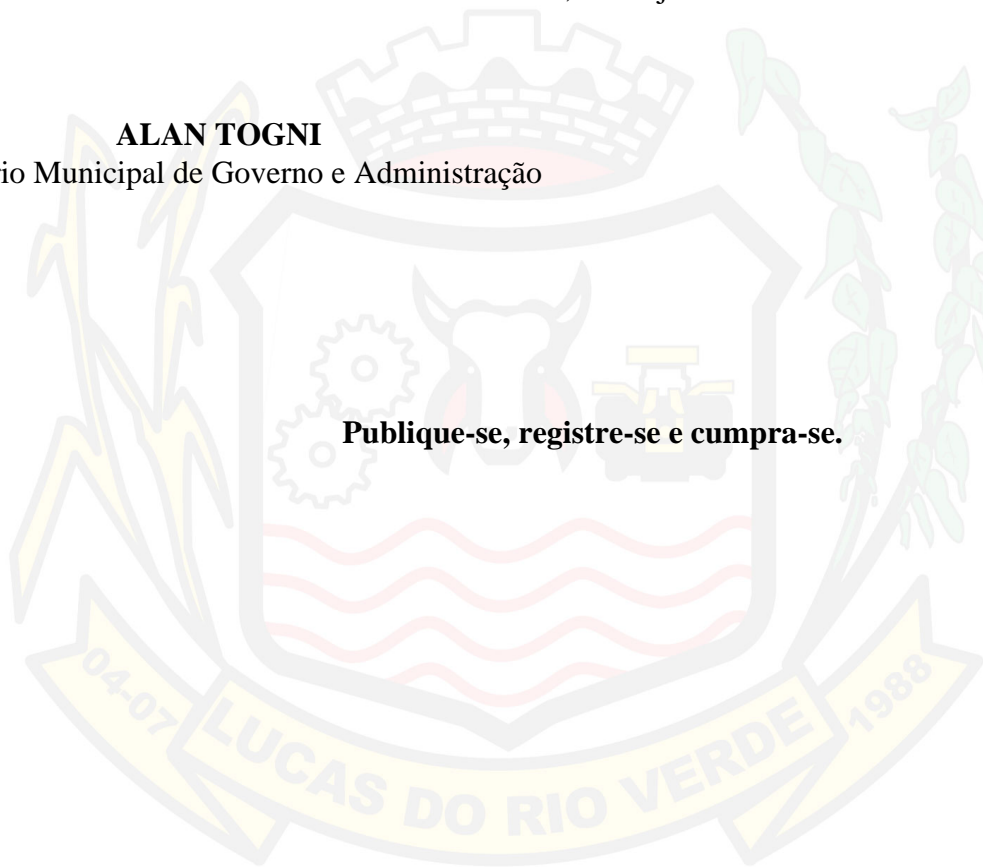 ALAN TOGNI
rio Municipal de Governo e Administração
Publique-se, registre-se e cumpra-se.
04-07 LUCAS DO RIO VERDE 1988